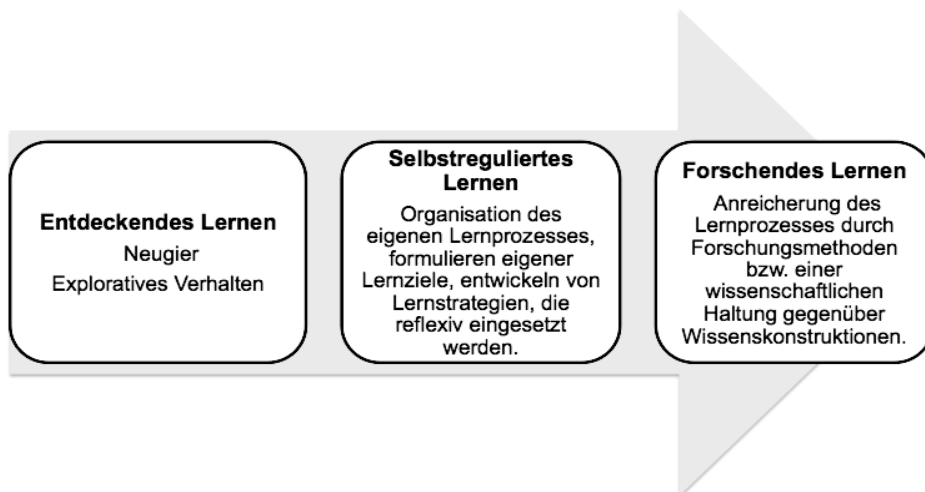 Entdeckendes Lernen
Neugier
Exploratives Verhalten
Selbstreguliertes
Lernen
Organisation des
eigenen Lernprozesses,
formulieren eigener
Lernziele, entwickeln von
Lernstrategien, die
reflexiv eingesetzt
werden.
Forschendes Lernen
Anreicherung des
Lernprozesses durch
Forschungsmethoden
bzw. einer
wissenschaftlichen
Haltung gegenüber
Wissenskonstruktionen.